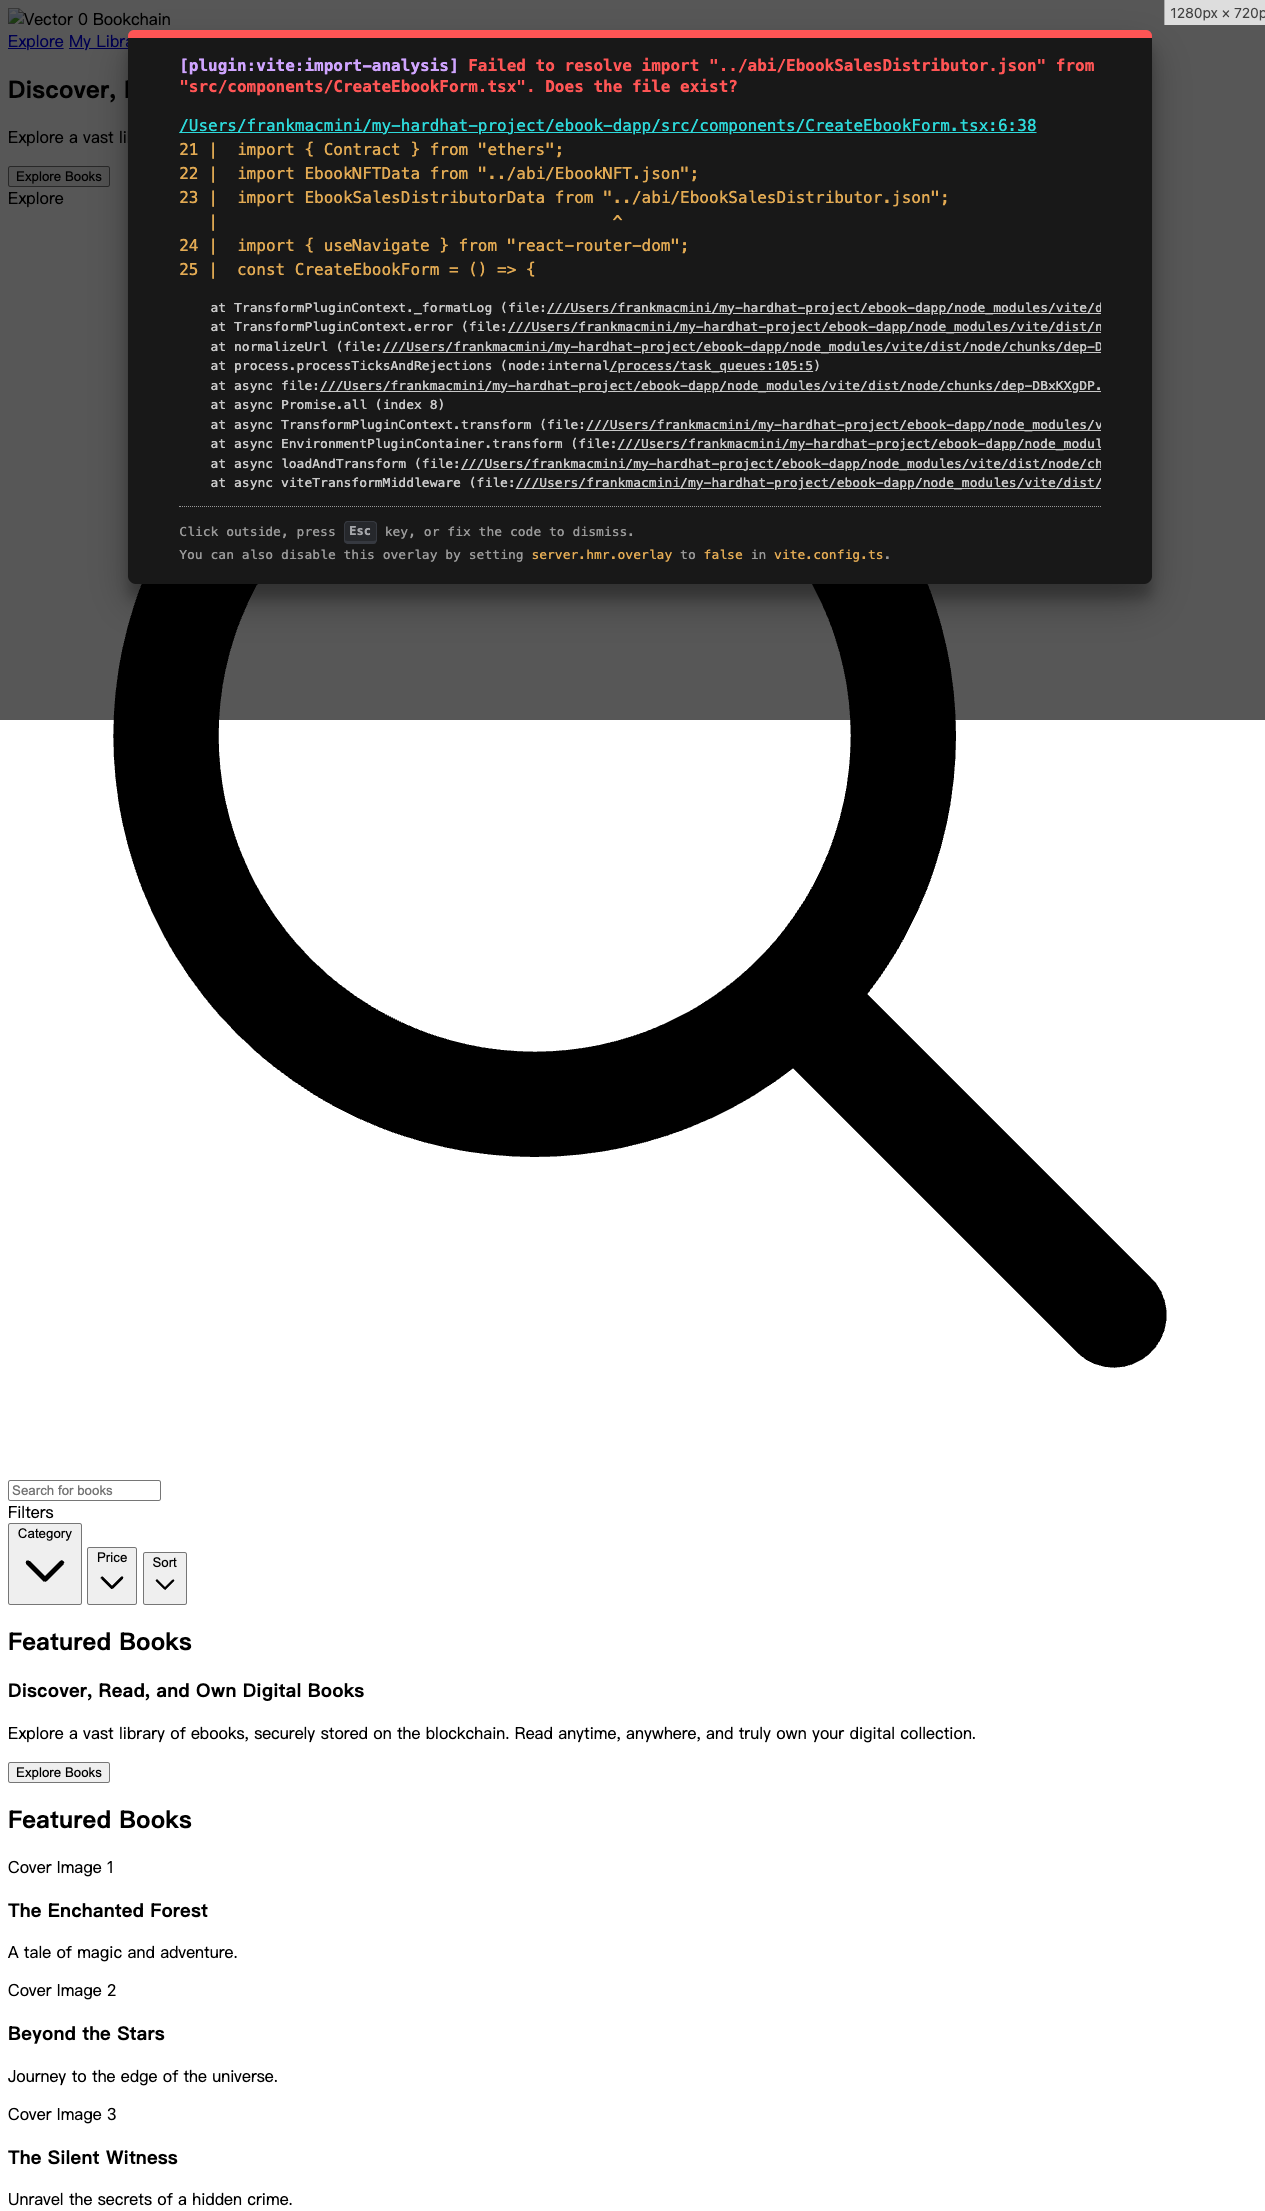 Vector 0 Bookchain
1280px × 720p
Explore My Libra
Discover,
Explore a vast li
Explore Books
Explore
[plugin:vite:import-analysis] Failed to resolve import "../abi/EbookSalesDistributor.json" from
"src/components/CreateEbookForm.tsx". Does the file exist?
/Users/frankmacmini/my-hardhat-project/ebook-dapp/src/components/CreateEbookForm.tsx:6:38
21 |  import { Contract } from "ethers";
22 |  import EbookNFTData from "../abi/EbookNFT.json";
23 |  import EbookSalesDistributorData from "../abi/EbookSalesDistributor.json";
   |                                         ^
24 |  import { useNavigate } from "react-router-dom";
25 |  const CreateEbookForm = () => {
at TransformPluginContext._formatLog (file:///Users/frankmacmini/my-hardhat-project/ebook-dapp/node_modules/vite/d
at TransformPluginContext.error (file:///Users/frankmacmini/my-hardhat-project/ebook-dapp/node_modules/vite/dist/n
at normalizeUrl (file:///Users/frankmacmini/my-hardhat-project/ebook-dapp/node_modules/vite/dist/node/chunks/dep-D
at process.processTicksAndRejections (node:internal/process/task_queues:105:5)
at async file:///Users/frankmacmini/my-hardhat-project/ebook-dapp/node_modules/vite/dist/node/chunks/dep-DBxKXgDP.
at async Promise.all (index 8)
at async TransformPluginContext.transform (file:///Users/frankmacmini/my-hardhat-project/ebook-dapp/node_modules/v
at async EnvironmentPluginContainer.transform (file:///Users/frankmacmini/my-hardhat-project/ebook-dapp/node_modul
at async loadAndTransform (file:///Users/frankmacmini/my-hardhat-project/ebook-dapp/node_modules/vite/dist/node/ch
at async viteTransformMiddleware (file:///Users/frankmacmini/my-hardhat-project/ebook-dapp/node_modules/vite/dist/
Click outside, press Esc key, or fix the code to dismiss.
You can also disable this overlay by setting server.hmr.overlay to false in vite.config.ts.
Search for books
Filters
Category Price Sort
Featured Books
Discover, Read, and Own Digital Books
Explore a vast library of ebooks, securely stored on the blockchain. Read anytime, anywhere, and truly own your digital collection.
Explore Books
Featured Books
Cover Image 1
The Enchanted Forest
A tale of magic and adventure.
Cover Image 2
Beyond the Stars
Journey to the edge of the universe.
Cover Image 3
The Silent Witness
Unravel the secrets of a hidden crime.